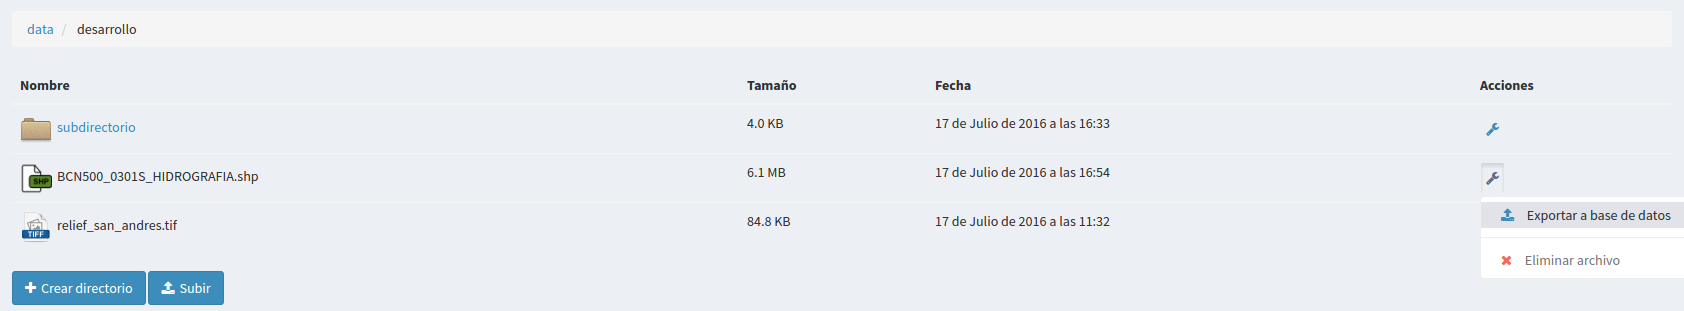 data / desarrollo
Nombre Tamaño Fecha Acciones
subdirectorio 4.0 KB 17 de Julio de 2016 a las 16:33
SHP BCN500_0301S_HIDROGRAFIA.shp 6.1 MB 17 de Julio de 2016 a las 16:54
TIFF relief_san_andres.tif 84.8 KB 17 de Julio de 2016 a las 11:32
Exportar a base de datos
Eliminar archivo
Crear directorio Subir